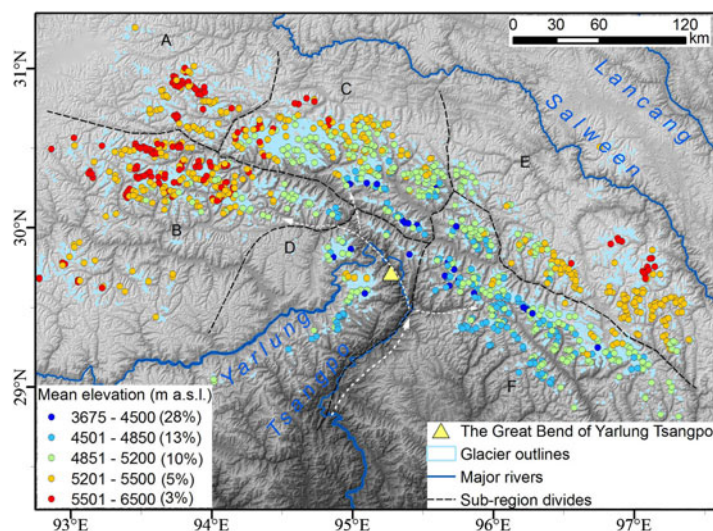 0 30 60 120
km
31°N
30°N
29°N
A
C
Lancang
Salween
E
B
D
Yarlung
Tsangpo
F
Mean elevation (m a.s.l.)
3675 - 4500 (28%)
4501 - 4850 (13%)
4851 - 5200 (10%)
5201 - 5500 (5%)
5501 - 6500 (3%)
The Great Bend of Yarlung Tsangpo
Glacier outlines
Major rivers
Sub-region divides
93°E 94°E 95°E 96°E 97°E